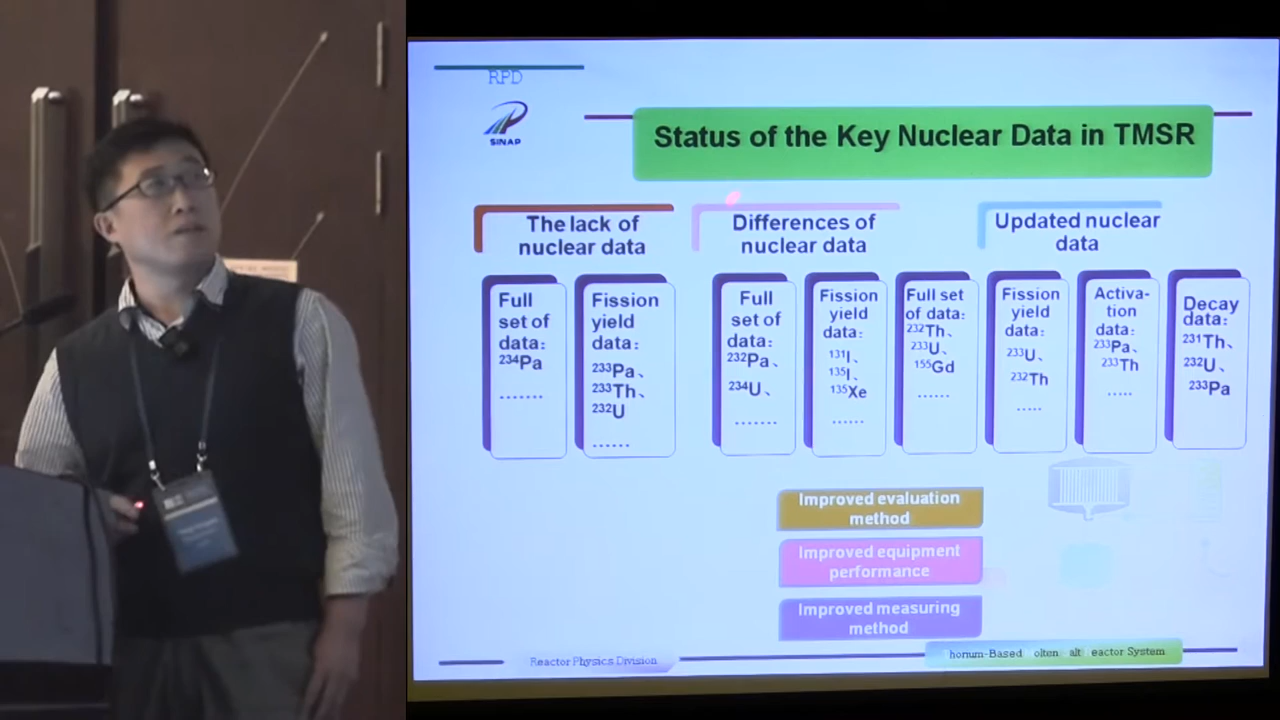 RPD
SINAP
Status of the Key Nuclear Data in TMSR
The lack of
nuclear data
Differences of
nuclear data
Updated nuclear
data
Full
set of
data:
²³⁴Pa
.......
Fission
yield
data:
²³³Pa、
²³³Th、
²³²U
......
Full
set of
data:
²³²Pa、
²³⁴U、
.......
Fission
yield
data:
¹³¹I、
¹³⁵I、
¹³⁵Xe
......
Full set
of data:
²³²Th、
²³³U、
¹⁵⁵Gd
......
Fission
yield
data:
²³³U、
²³²Th
.....
Activa-
tion
data:
²³³Pa、
²³³Th
.....
Decay
data:
²³¹Th、
²³²U、
²³³Pa
Improved evaluation
method
Improved equipment
performance
Improved measuring
method
Reactor Physics Division
horium-Based olten alt eactor System